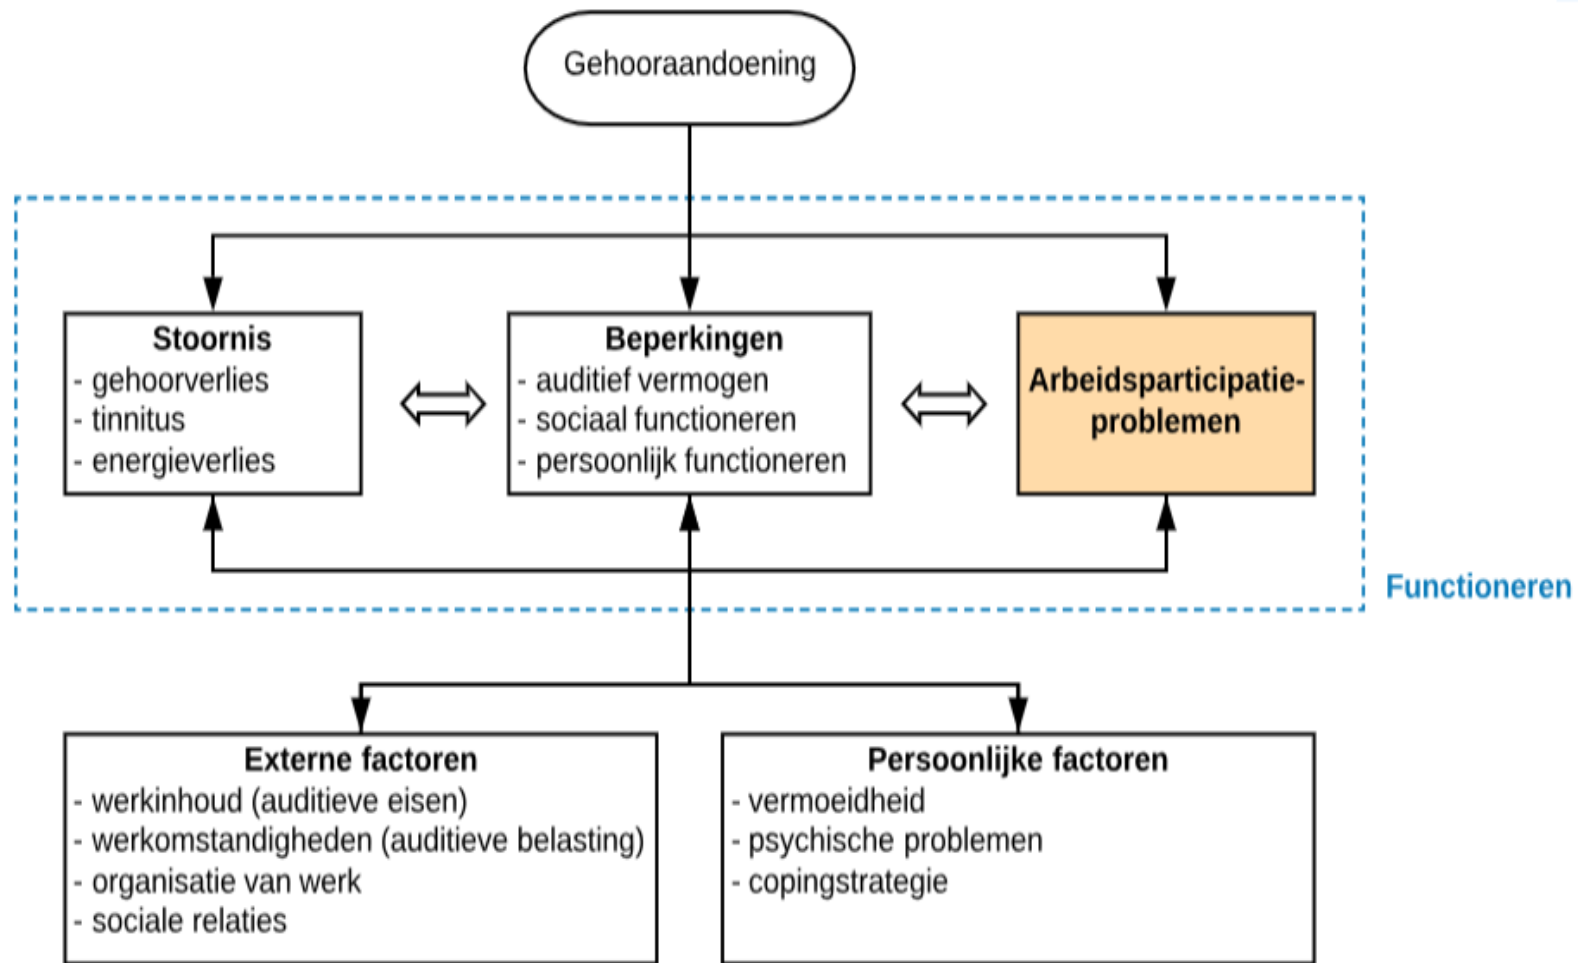 Gehooraandoening
Stoornis
- gehoorverlies
- tinnitus
- energieverlies
Beperkingen
- auditief vermogen
- sociaal functioneren
- persoonlijk functioneren
Arbeidsparticipatie-
problemen
Functioneren
Externe factoren
- werkinhoud (auditieve eisen)
- werkomstandigheden (auditieve belasting)
- organisatie van werk
- sociale relaties
Persoonlijke factoren
- vermoeidheid
- psychische problemen
- copingstrategie